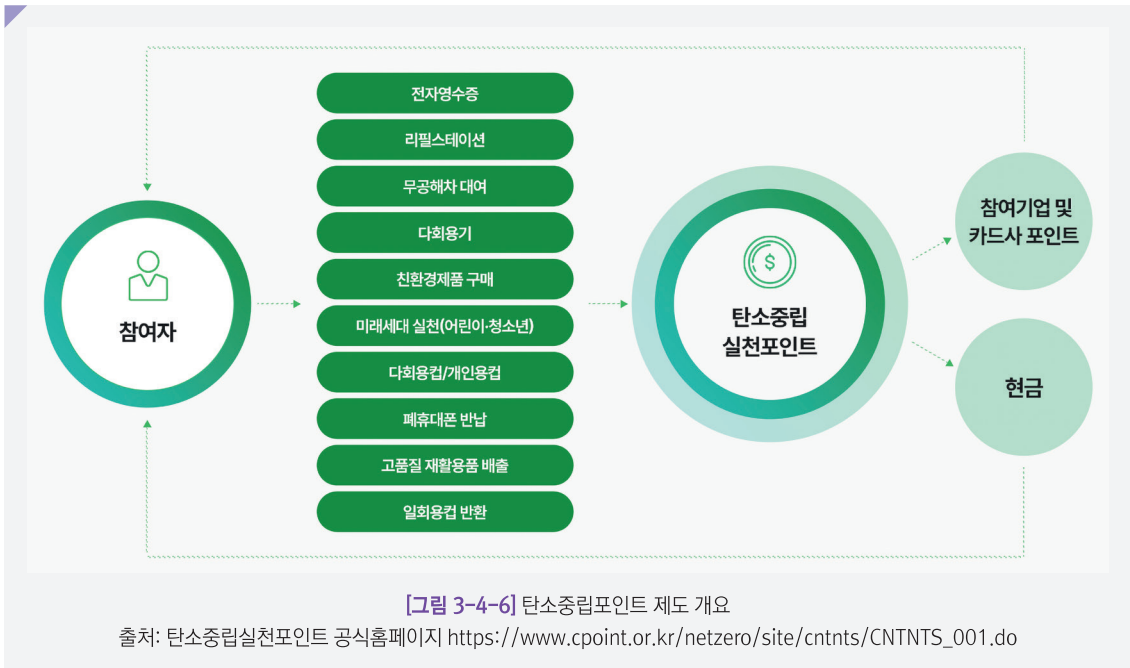 참여자
전자영수증
리필스테이션
무공해차 대여
다회용기
친환경제품 구매
미래세대 실천(어린이·청소년)
다회용컵/개인용컵
폐휴대폰 반납
고품질 재활용품 배출
일회용컵 반환
$
탄소중립
실천포인트
참여기업 및
카드사 포인트
현금
[그림 3-4-6] 탄소중립포인트 제도 개요
출처: 탄소중립실천포인트 공식홈페이지 https://www.cpoint.or.kr/netzero/site/cntnts/CNTNTS_001.do